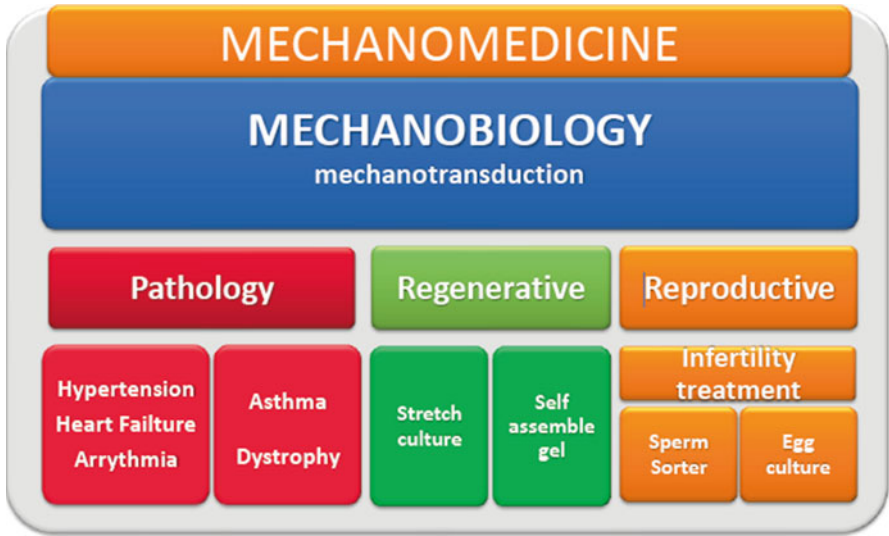 MECHANOMEDICINE
MECHANOBIOLOGY
mechanotransduction
Pathology
Regenerative
Reproductive
Hypertension
Heart Failture
Arrythmia
Asthma
Dystrophy
Stretch
culture
Self
assemble
gel
Infertility
treatment
Sperm
Sorter
Egg
culture